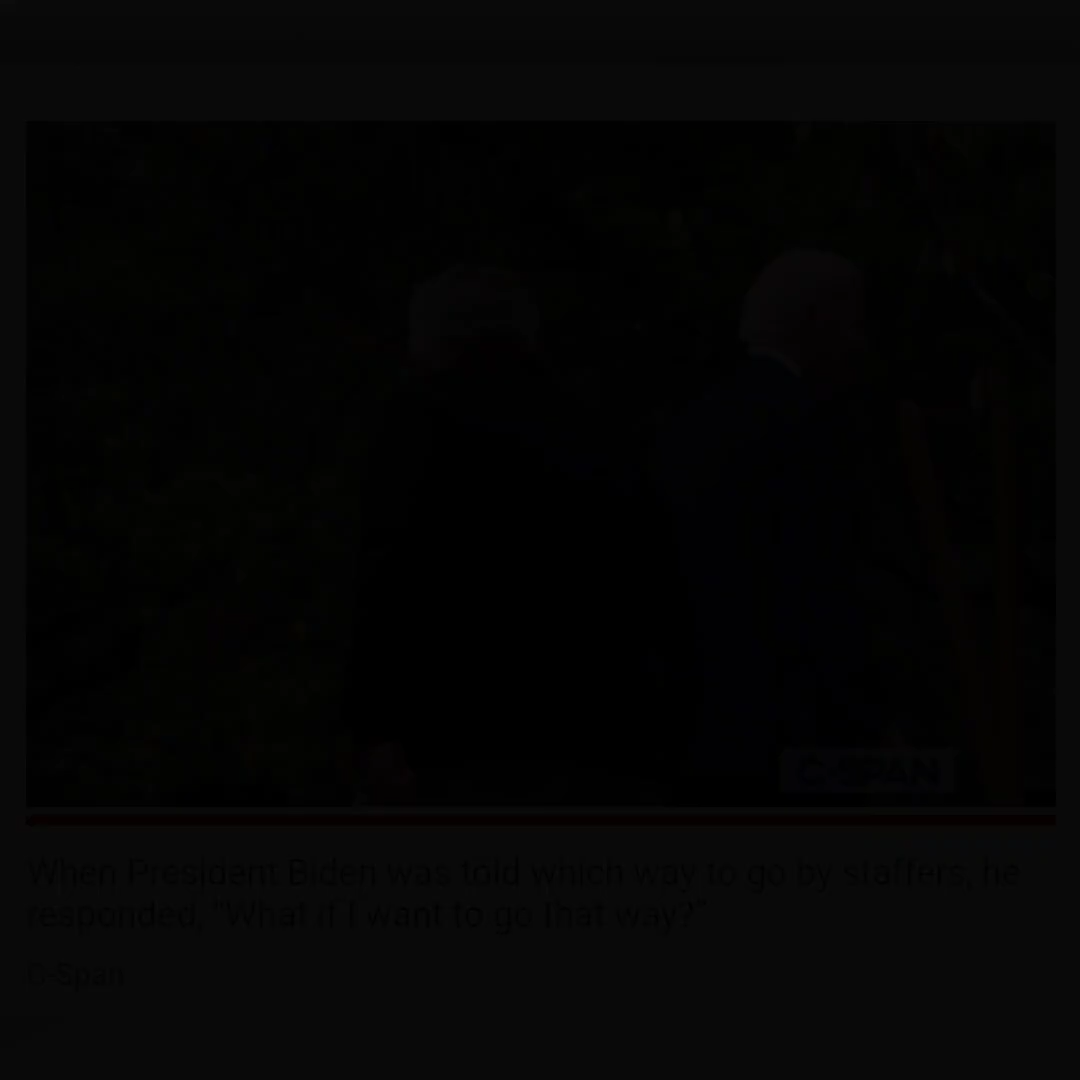 C-SPAN
When President Biden was told which way to go by staffers, he
responded, "What if I want to go that way?"
C-Span